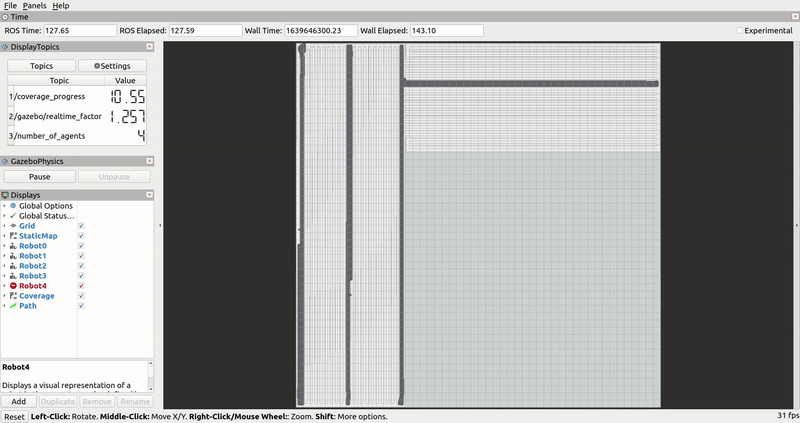 File Panels Help
Time
ROS Time: 127.65 ROS Elapsed: 127.59 Wall Time: 1639646300.23 Wall Elapsed: 143.10 Experimental
DisplayTopics
Topics Settings
Topic Value
1 /coverage_progress 10.55
2 /gazebo/realtime_factor 1.257
3 /number_of_agents 4
GazeboPhysics
Pause Unpause
Displays
Global Options
Global Status...
Grid
StaticMap
Robot0
Robot1
Robot2
Robot3
Robot4
Coverage
Path
Robot4
Displays a visual representation of a
Add Duplicate Remove Rename
Reset Left-Click: Rotate. Middle-Click: Move X/Y. Right-Click/Mouse Wheel:: Zoom. Shift: More options. 31 fps